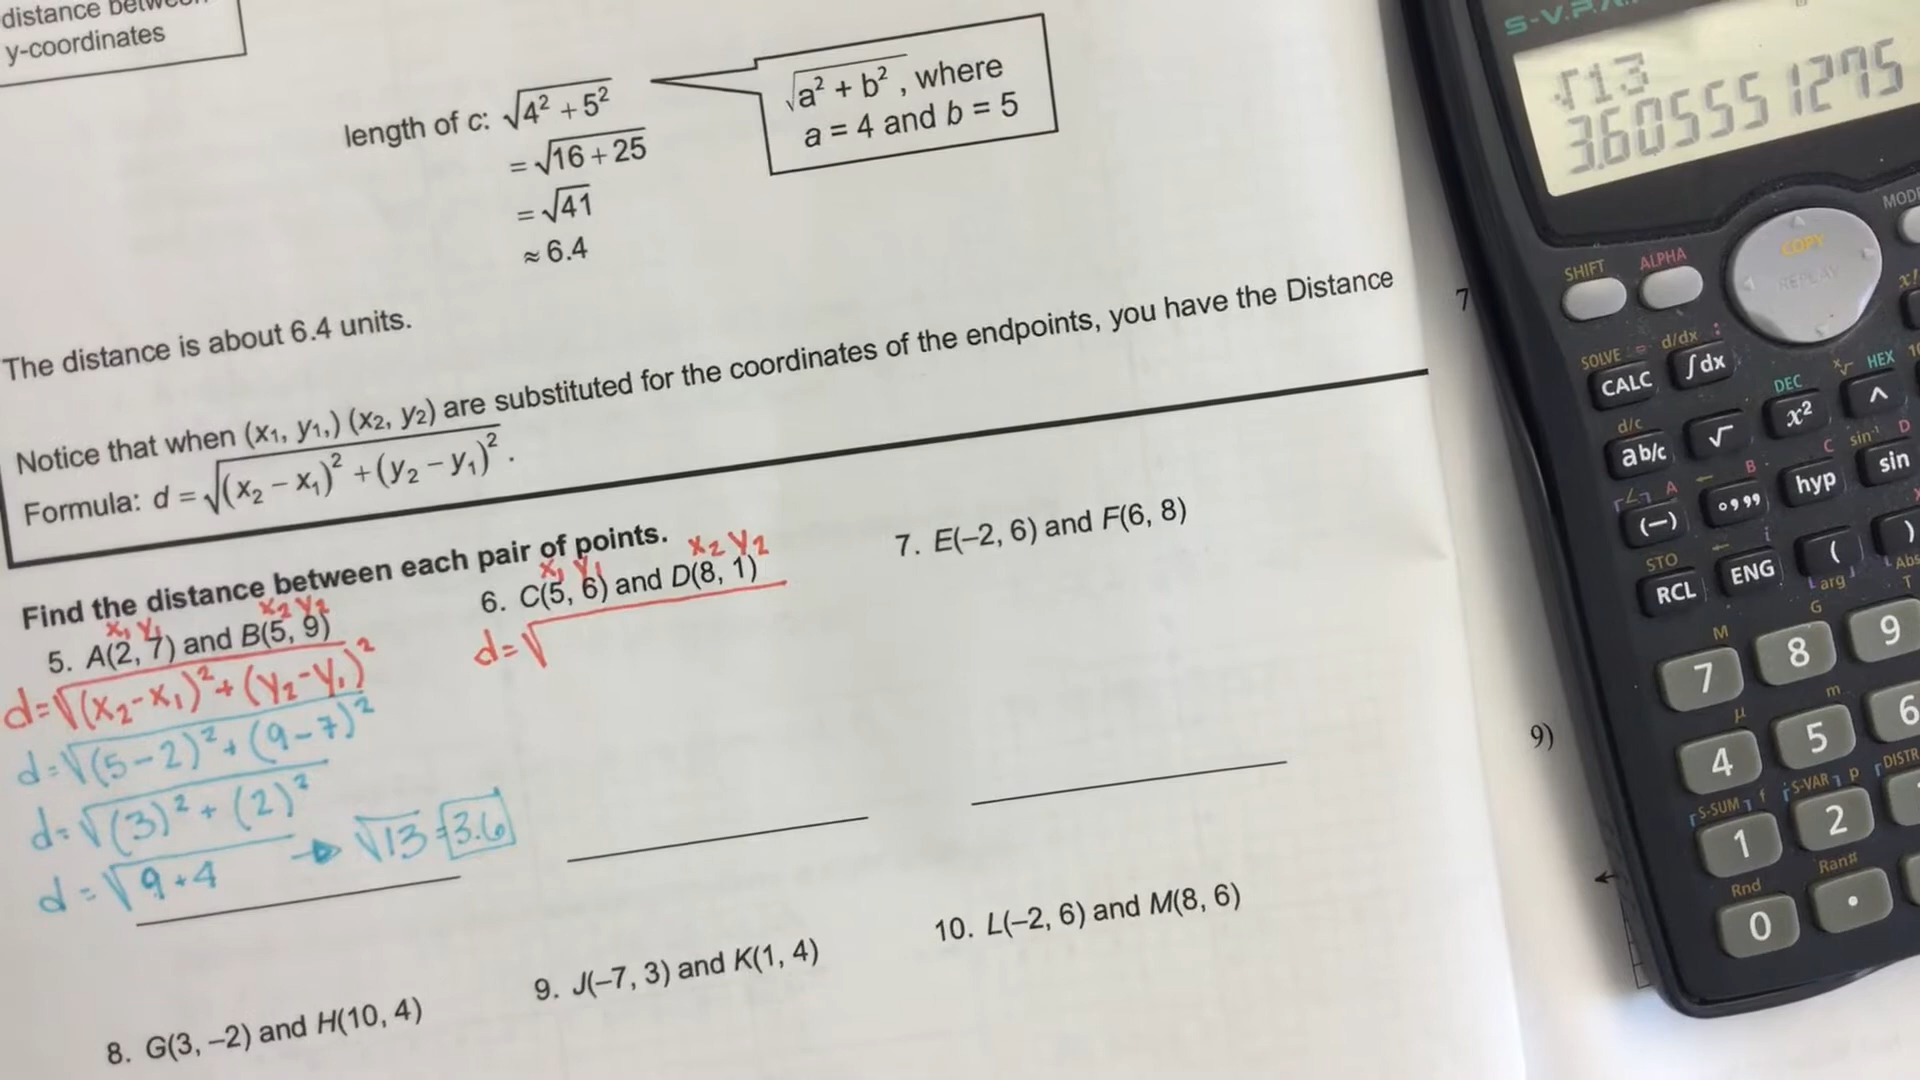 distance between
y-coordinates
length of c: √4² + 5²
= √16 + 25
= √41
≈ 6.4
√a² + b² , where
a = 4 and b = 5
The distance is about 6.4 units.
Notice that when (x₁, y₁,) (x₂, y₂) are substituted for the coordinates of the endpoints, you have the Distance
Formula: d = √(x₂ − x₁)² + (y₂ − y₁)² .
Find the distance between each pair of points.
x₁ y₁ x₂ y₂
5. A(2, 7) and B(5, 9)
d=√(x₂-x₁)²+(y₂-y₁)²
d=√(5-2)²+(9-7)²
d=√(3)²+(2)²
d=√9+4 → √13=3.6
x₁ y₁ x₂ y₂
6. C(5, 6) and D(8, 1)
d=√
7. E(−2, 6) and F(6, 8)
8. G(3, −2) and H(10, 4)
9. J(−7, 3) and K(1, 4)
10. L(−2, 6) and M(8, 6)
7
9)
S-V.P.A.M.
√13
3.605551275
SHIFT ALPHA COPY REPLAY MODE
SOLVE = d/dx :
CALC ∫dx
d/c DEC HEX
ab/c √ x² ^
A B C sin⁻¹ D
(−) °,,, hyp sin
STO i
RCL ENG ( )
arg Abs
M G T
7 8 9
μ m
4 5 6
S-SUM f S-VAR p DISTR
1 2
Rnd Ran#
0 .